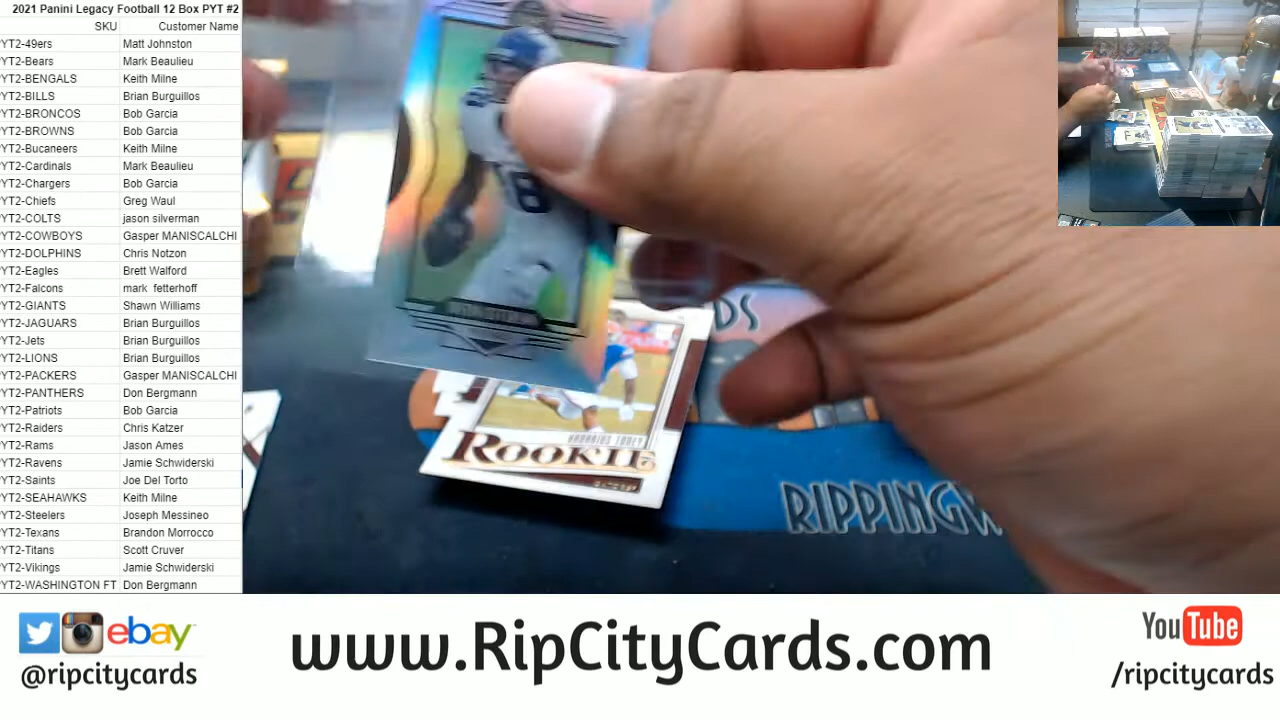 2021 Panini Legacy Football 12 Box PYT #2
SKU Customer Name
YT2-49ers Matt Johnston
YT2-Bears Mark Beaulieu
YT2-BENGALS Keith Milne
YT2-BILLS Brian Burguillos
YT2-BRONCOS Bob Garcia
YT2-BROWNS Bob Garcia
YT2-Bucaneers Keith Milne
YT2-Cardinals Mark Beaulieu
YT2-Chargers Bob Garcia
YT2-Chiefs Greg Waul
YT2-COLTS jason silverman
YT2-COWBOYS Gasper MANISCALCHI
YT2-DOLPHINS Chris Notzon
YT2-Eagles Brett Walford
YT2-Falcons mark fetterhoff
YT2-GIANTS Shawn Williams
YT2-JAGUARS Brian Burguillos
YT2-Jets Brian Burguillos
YT2-LIONS Brian Burguillos
YT2-PACKERS Gasper MANISCALCHI
YT2-PANTHERS Don Bergmann
YT2-Patriots Bob Garcia
YT2-Raiders Chris Katzer
YT2-Rams Jason Ames
YT2-Ravens Jamie Schwiderski
YT2-Saints Joe Del Torto
YT2-SEAHAWKS Keith Milne
YT2-Steelers Joseph Messineo
YT2-Texans Brandon Morrocco
YT2-Titans Scott Cruver
YT2-Vikings Jamie Schwiderski
YT2-WASHINGTON FT Don Bergmann
18
DS
KADARIUS TONEY
ROOKIE
RIPPINGW
ebay
@ripcitycards
www.RipCityCards.com
YouTube
/ripcitycards